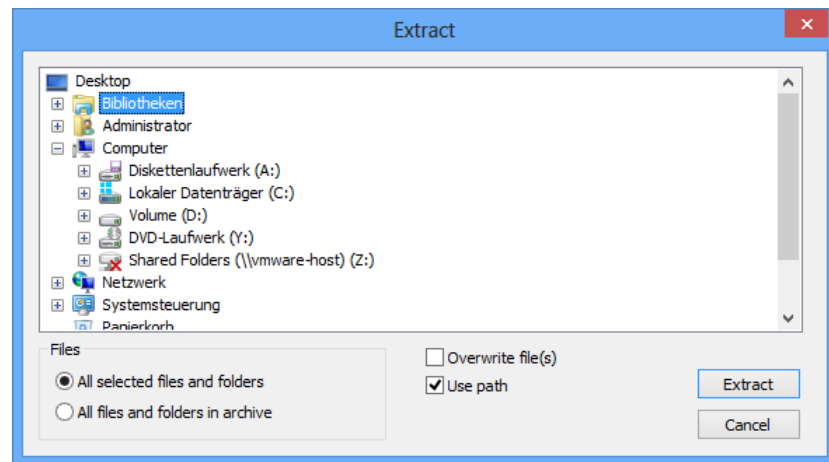 Extract
Desktop
Bibliotheken
Administrator
Computer
Diskettenlaufwerk (A:)
Lokaler Datenträger (C:)
Volume (D:)
DVD-Laufwerk (Y:)
Shared Folders (\\vmware-host) (Z:)
Netzwerk
Systemsteuerung
Papierkorb
Files
All selected files and folders
All files and folders in archive
Overwrite file(s)
Use path
Extract
Cancel